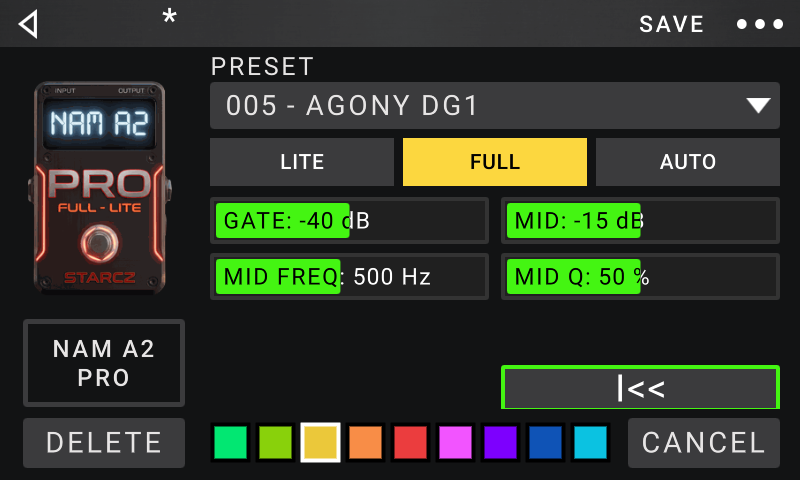 *
SAVE
PRESET
005 - AGONY DG1
INPUT OUTPUT
NAM A2
PRO
FULL - LITE
STARCZ
LITE FULL AUTO
GATE: -40 dB MID: -15 dB
MID FREQ: 500 Hz MID Q: 50 %
NAM A2
PRO
|<<
DELETE
CANCEL